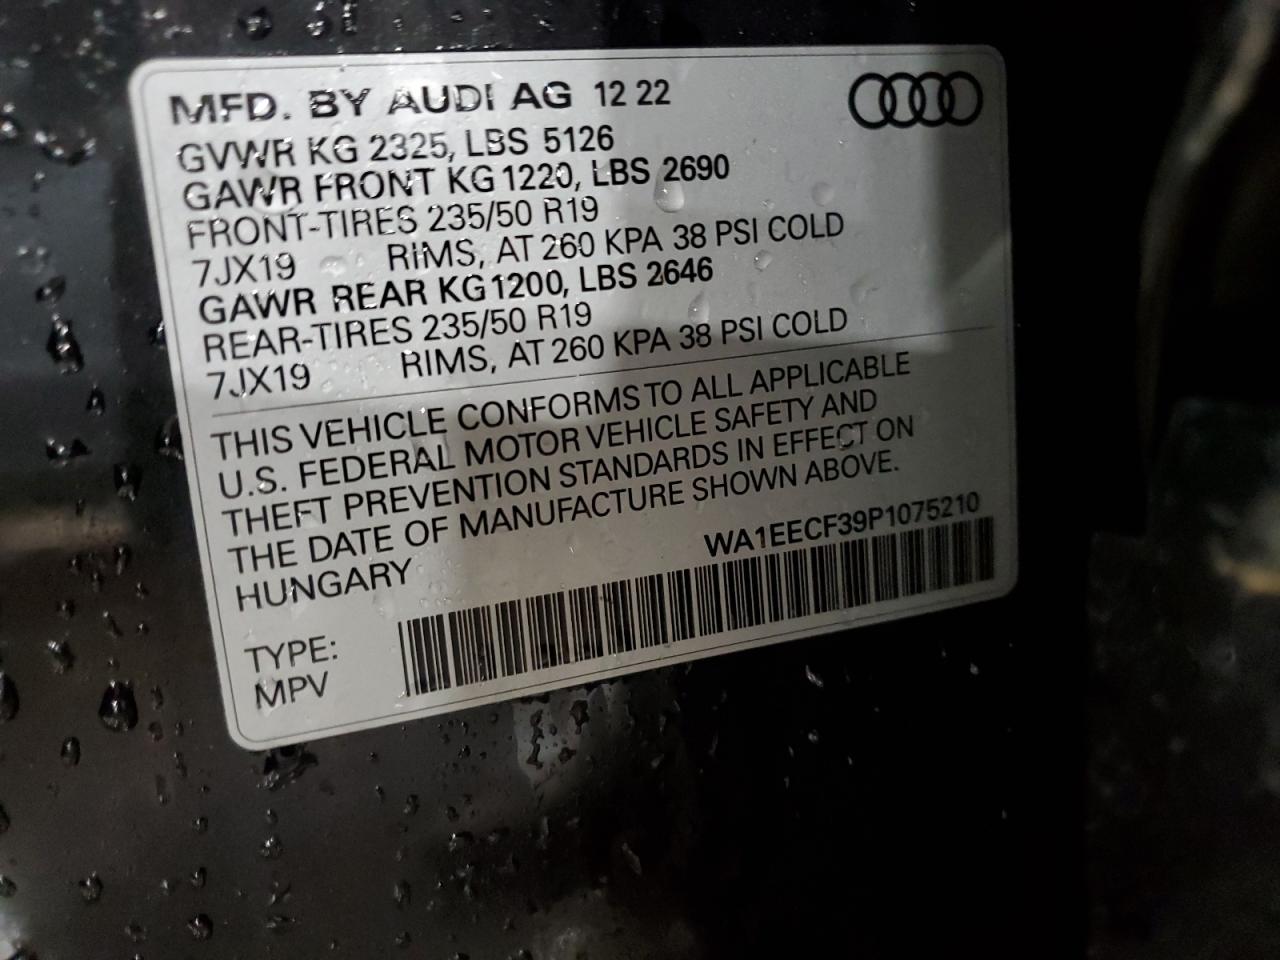 MFD. BY AUDI AG 12 22
GVWR KG 2325, LBS 5126
GAWR FRONT KG 1220, LBS 2690
FRONT-TIRES 235/50 R19
7JX19 RIMS, AT 260 KPA 38 PSI COLD
GAWR REAR KG 1200, LBS 2646
REAR-TIRES 235/50 R19
7JX19 RIMS, AT 260 KPA 38 PSI COLD
THIS VEHICLE CONFORMS TO ALL APPLICABLE
U.S. FEDERAL MOTOR VEHICLE SAFETY AND
THEFT PREVENTION STANDARDS IN EFFECT ON
THE DATE OF MANUFACTURE SHOWN ABOVE.
HUNGARY WA1EECF39P1075210
TYPE:
MPV